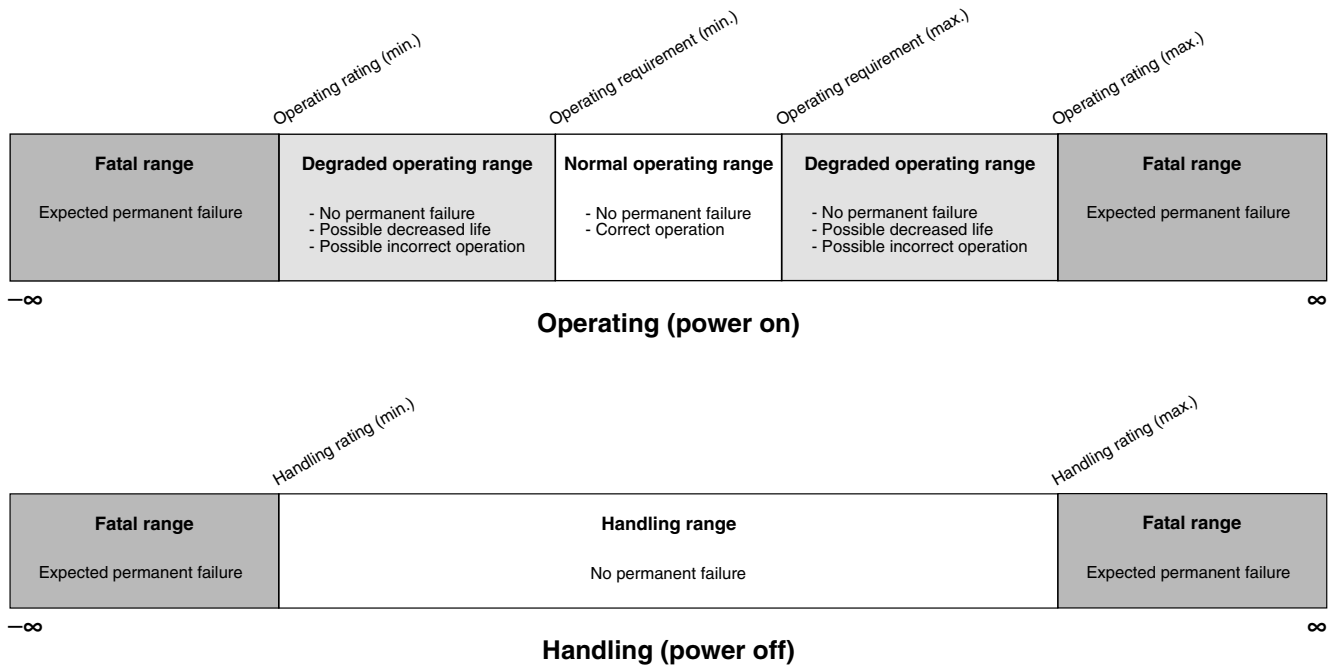 Operating rating (min.)
Operating requirement (min.)
Operating requirement (max.)
Operating rating (max.)
Fatal range
Expected permanent failure
Degraded operating range
- No permanent failure
- Possible decreased life
- Possible incorrect operation
Normal operating range
- No permanent failure
- Correct operation
Degraded operating range
- No permanent failure
- Possible decreased life
- Possible incorrect operation
Fatal range
Expected permanent failure
–∞
∞
Operating (power on)
Handling rating (min.)
Handling rating (max.)
Fatal range
Expected permanent failure
Handling range
No permanent failure
Fatal range
Expected permanent failure
–∞
∞
Handling (power off)